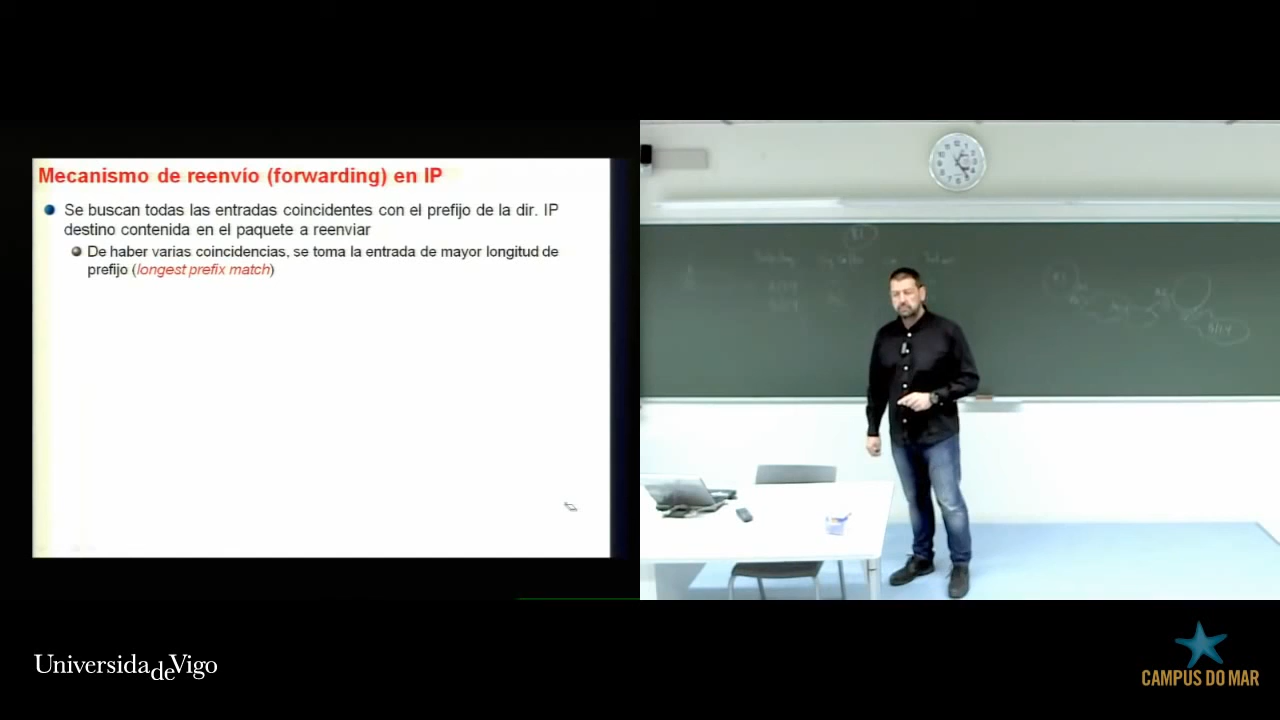 Mecanismo de reenvío (forwarding) en IP
Se buscan todas las entradas coincidentes con el prefijo de la dir. IP
destino contenida en el paquete a reenviar
De haber varias coincidencias, se toma la entrada de mayor longitud de
prefijo (longest prefix match)
UniversidadeVigo
CAMPUS DO MAR